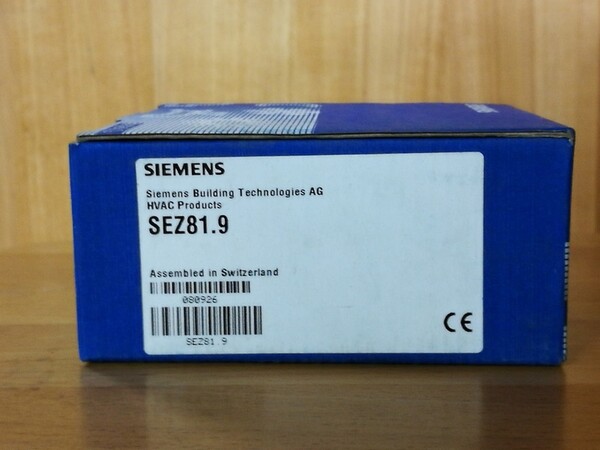 SIEMENS
Siemens Building Technologies AG
HVAC Products
SEZ81.9
Assembled in Switzerland
080926
SEZ81.9
CE